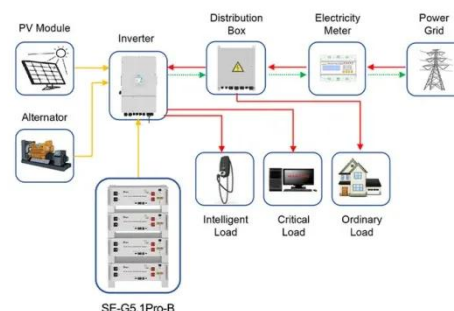 PV Module
Inverter
Distribution
Box
Electricity
Meter
Power
Grid
Alternator
Intelligent
Load
Critical
Load
Ordinary
Load
SE-G5.1Pro-B